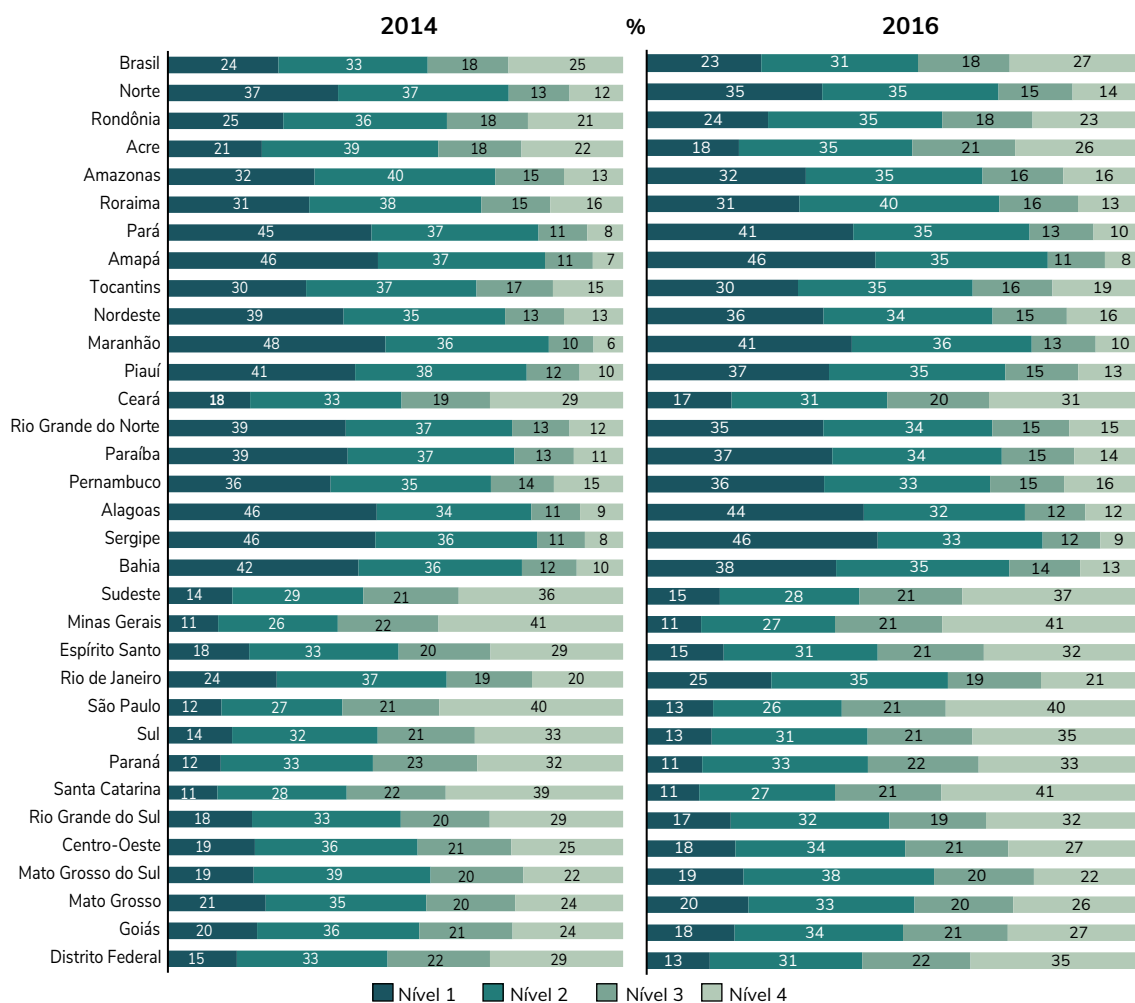 2014 % 2016
Brasil 24 33 18 25 23 31 18 27
Norte 37 37 13 12 35 35 15 14
Rondônia 25 36 18 21 24 35 18 23
Acre 21 39 18 22 18 35 21 26
Amazonas 32 40 15 13 32 35 16 16
Roraima 31 38 15 16 31 40 16 13
Pará 45 37 11 8 41 35 13 10
Amapá 46 37 11 7 46 35 11 8
Tocantins 30 37 17 15 30 35 16 19
Nordeste 39 35 13 13 36 34 15 16
Maranhão 48 36 10 6 41 36 13 10
Piauí 41 38 12 10 37 35 15 13
Ceará 18 33 19 29 17 31 20 31
Rio Grande do Norte 39 37 13 12 35 34 15 15
Paraíba 39 37 13 11 37 34 15 14
Pernambuco 36 35 14 15 36 33 15 16
Alagoas 46 34 11 9 44 32 12 12
Sergipe 46 36 11 8 46 33 12 9
Bahia 42 36 12 10 38 35 14 13
Sudeste 14 29 21 36 15 28 21 37
Minas Gerais 11 26 22 41 11 27 21 41
Espírito Santo 18 33 20 29 15 31 21 32
Rio de Janeiro 24 37 19 20 25 35 19 21
São Paulo 12 27 21 40 13 26 21 40
Sul 14 32 21 33 13 31 21 35
Paraná 12 33 23 32 11 33 22 33
Santa Catarina 11 28 22 39 11 27 21 41
Rio Grande do Sul 18 33 20 29 17 32 19 32
Centro-Oeste 19 36 21 25 18 34 21 27
Mato Grosso do Sul 19 39 20 22 19 38 20 22
Mato Grosso 21 35 20 24 20 33 20 26
Goiás 20 36 21 24 18 34 21 27
Distrito Federal 15 33 22 29 13 31 22 35
Nível 1 Nível 2 Nível 3 Nível 4